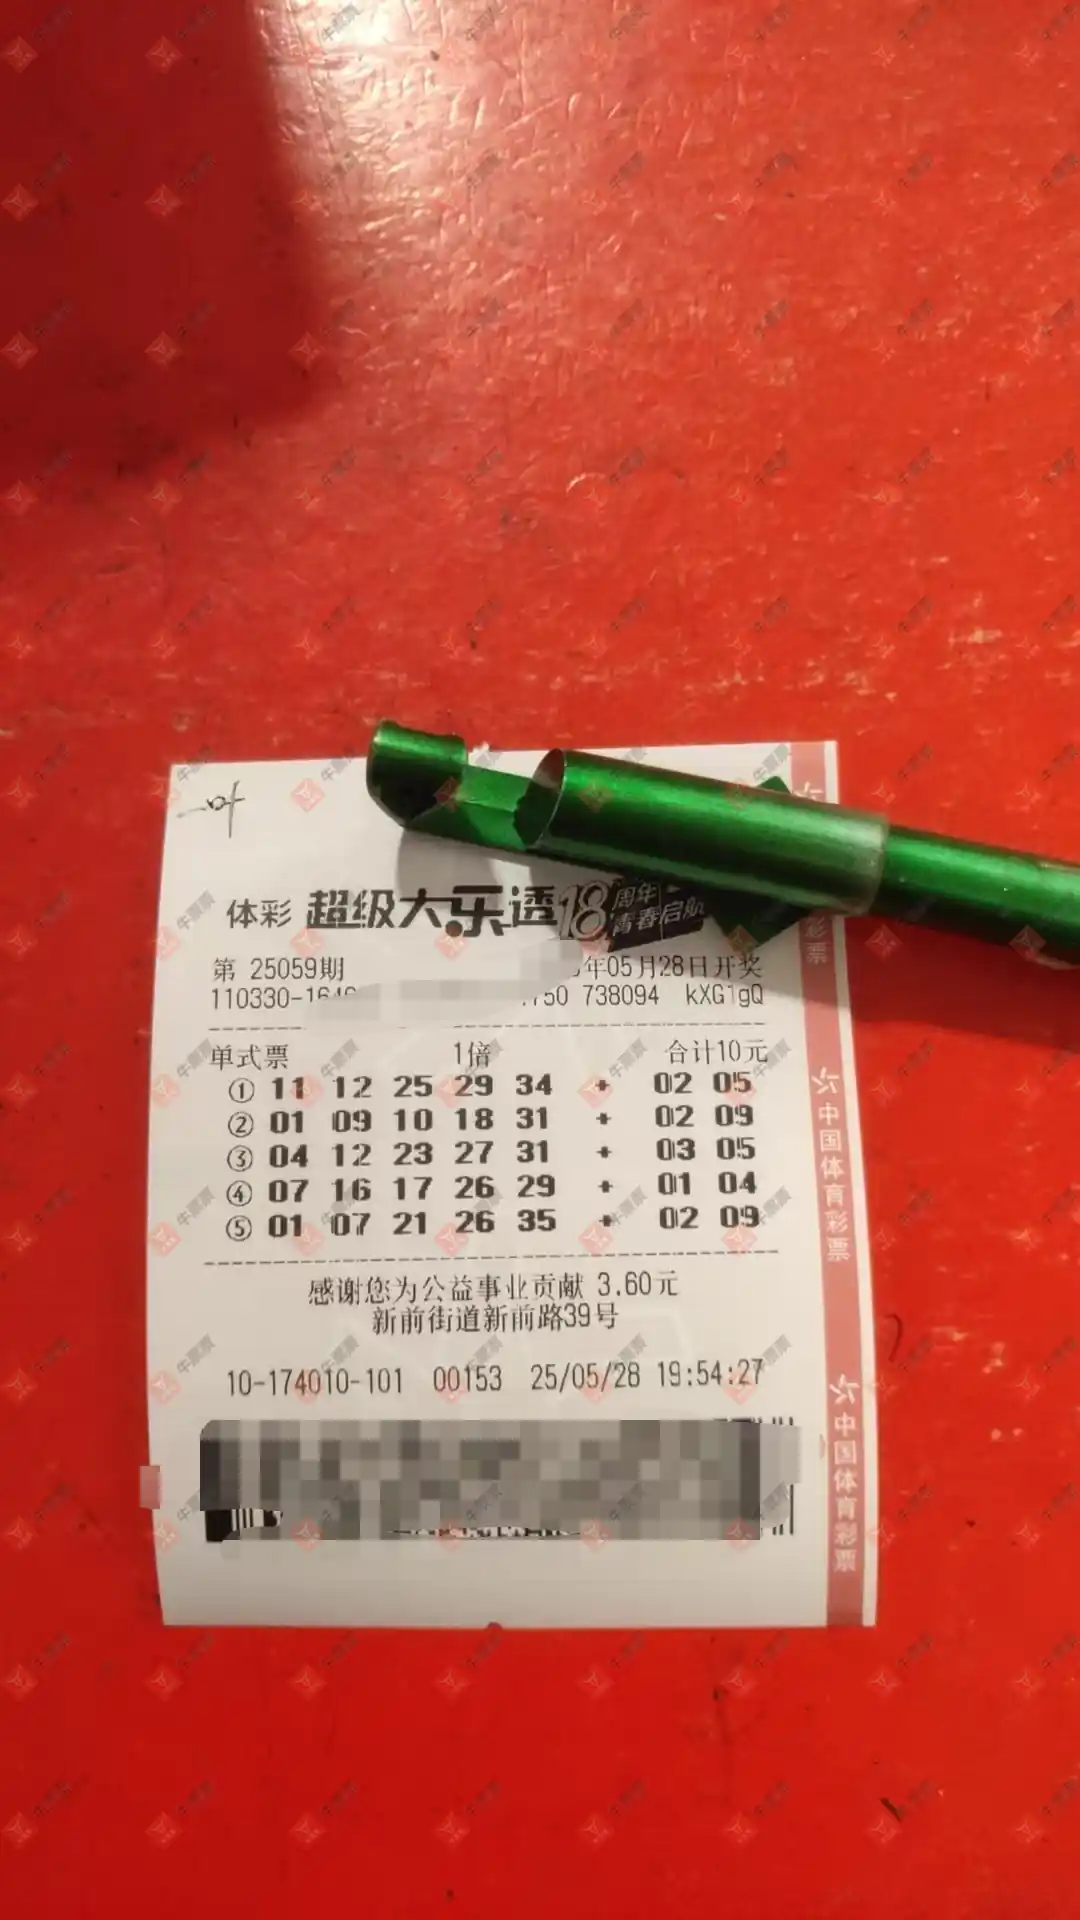 体彩 超级大乐透 18 周年 青春启航
第 25059期 年05月28日开奖
110330- 738094 kXG1gQ
单式票 1倍 合计10元
① 11 12 25 29 34 + 02 05
② 01 09 10 18 31 + 02 09
③ 04 12 23 27 31 + 03 05
④ 07 16 17 26 29 + 01 04
⑤ 01 07 21 26 35 + 02 09
感谢您为公益事业贡献 3.60元
新前街道新前路39号
10-174010-101 00153 25/05/28 19:54:27
彩票
中国体育彩票
中国体育彩票
牛票票